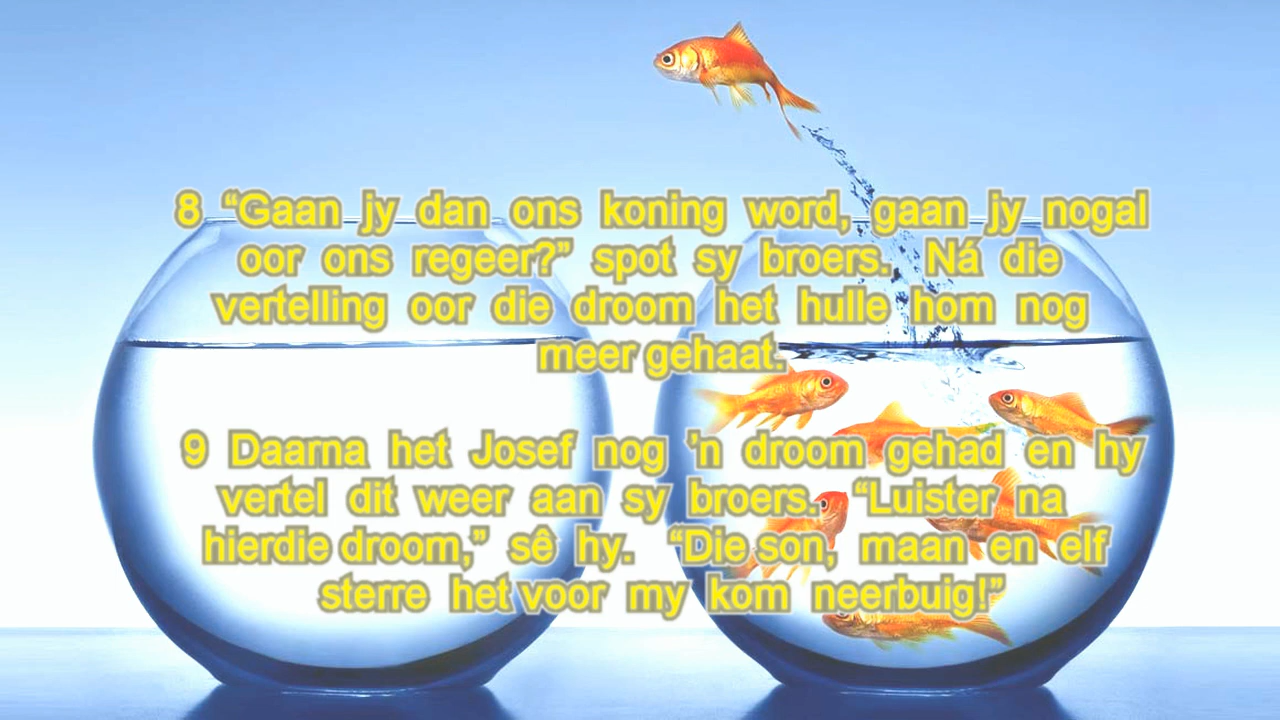 8 “Gaan jy dan ons koning word, gaan jy nogal
oor ons regeer?” spot sy broers. Ná die
vertelling oor die droom het hulle hom nog
meer gehaat.
9 Daarna het Josef nog ’n droom gehad en hy
vertel dit weer aan sy broers. “Luister na
hierdie droom,” sê hy. “Die son, maan en elf
sterre het voor my kom neerbuig!”